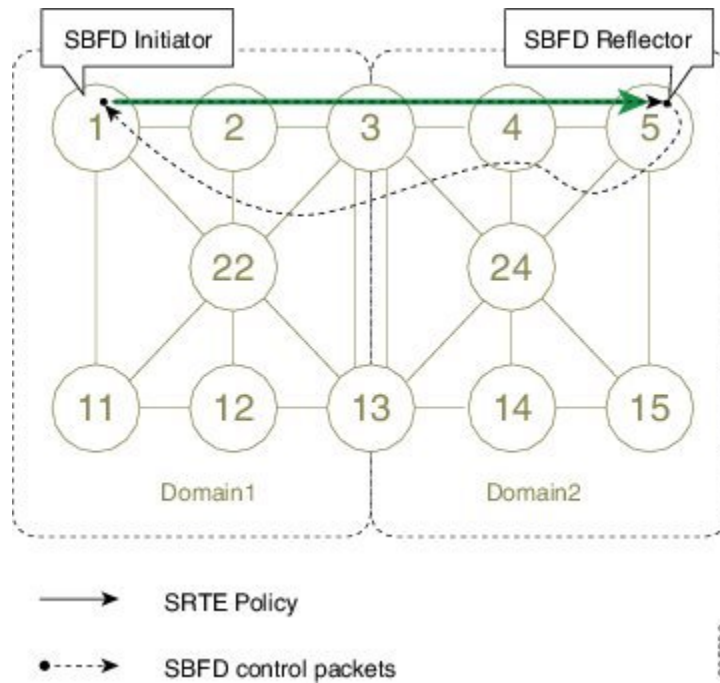 SBFD Initiator
SBFD Reflector
1
2
3
4
5
22
24
11
12
13
14
15
Domain1
Domain2
SRTE Policy
SBFD control packets